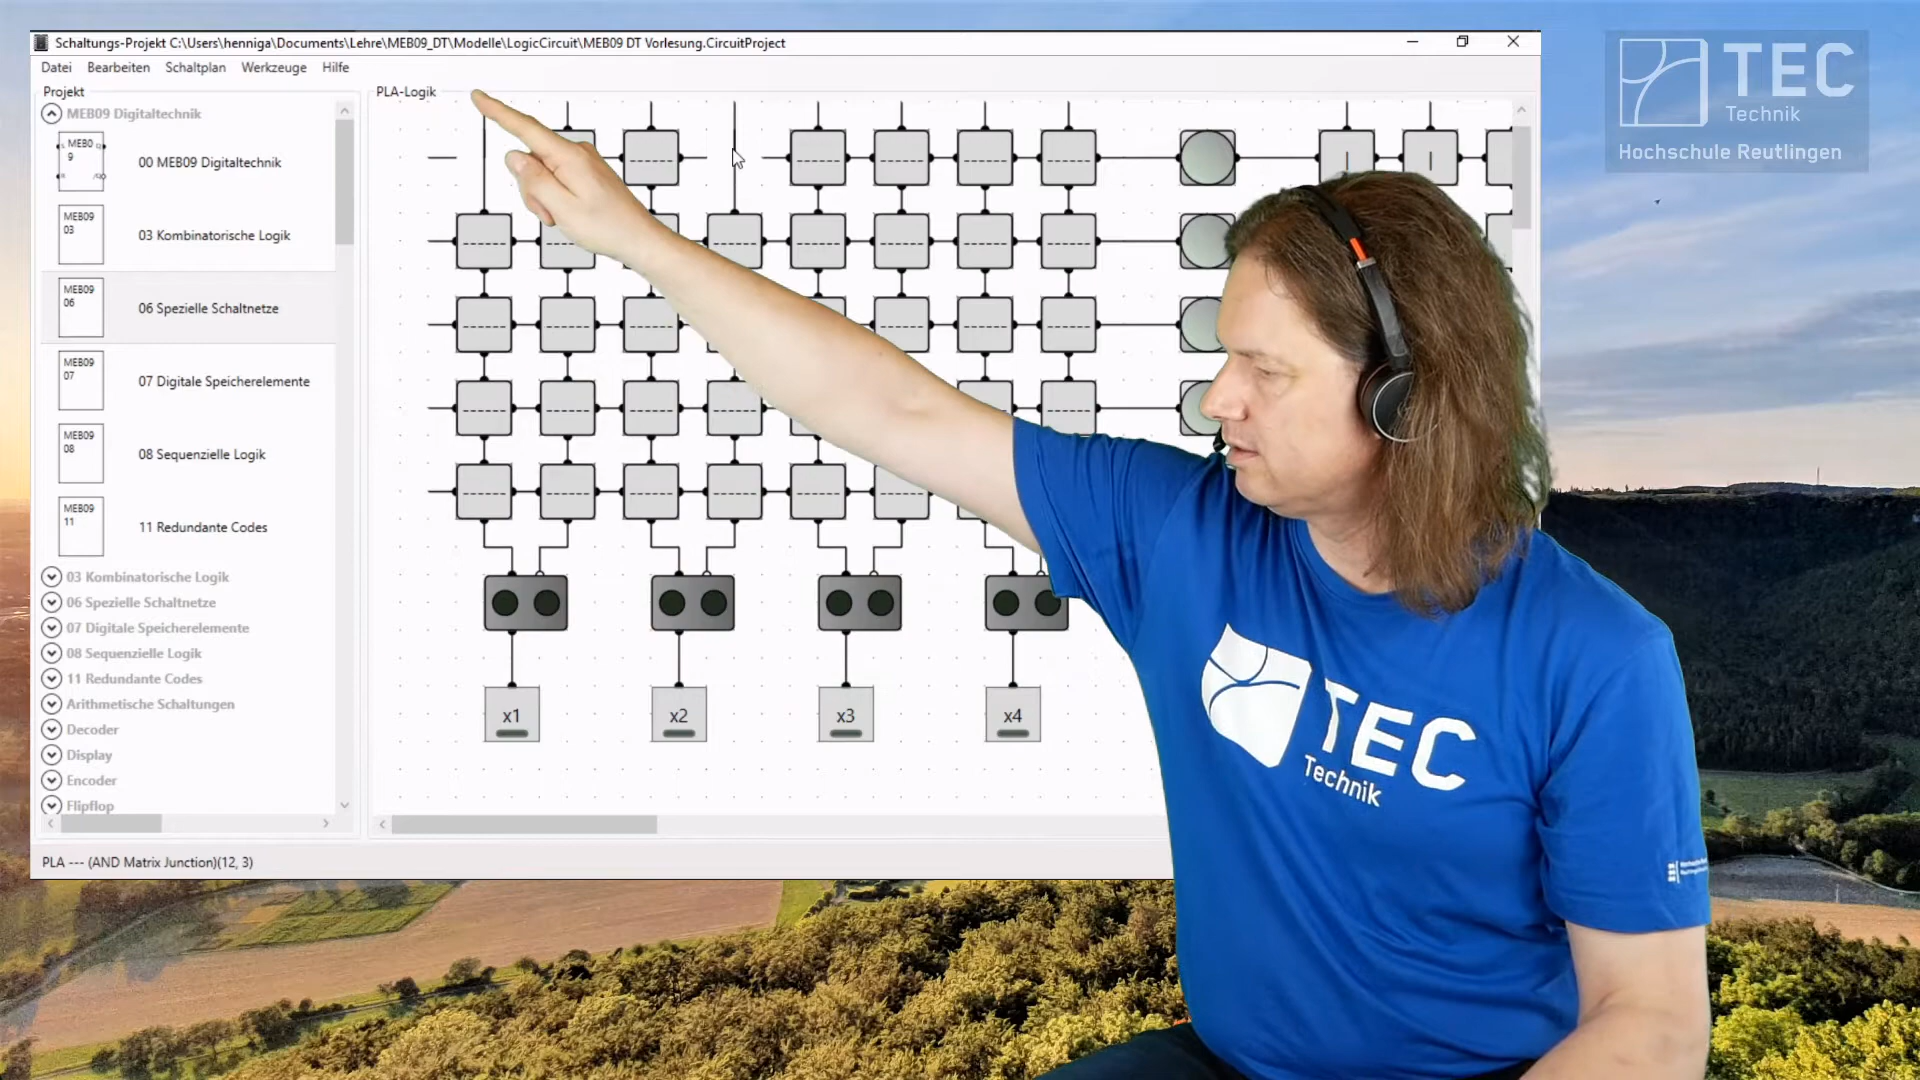 Schaltungs-Projekt C:\Users\henniga\Documents\Lehre\MEB09_DT\Modelle\LogicCircuit\MEB09 DT Vorlesung.CircuitProject
Datei Bearbeiten Schaltplan Werkzeuge Hilfe
Projekt
MEB09 Digitaltechnik
MEB0
9
00 MEB09 Digitaltechnik
MEB09
03
03 Kombinatorische Logik
MEB09
06
06 Spezielle Schaltnetze
MEB09
07
07 Digitale Speicherelemente
MEB09
08
08 Sequenzielle Logik
MEB09
11
11 Redundante Codes
03 Kombinatorische Logik
06 Spezielle Schaltnetze
07 Digitale Speicherelemente
08 Sequenzielle Logik
11 Redundante Codes
Arithmetische Schaltungen
Decoder
Display
Encoder
Flipflop
PLA-Logik
x1 x2 x3 x4
PLA --- (AND Matrix Junction)(12, 3)
TEC
Technik
Hochschule Reutlingen
TEC
Technik